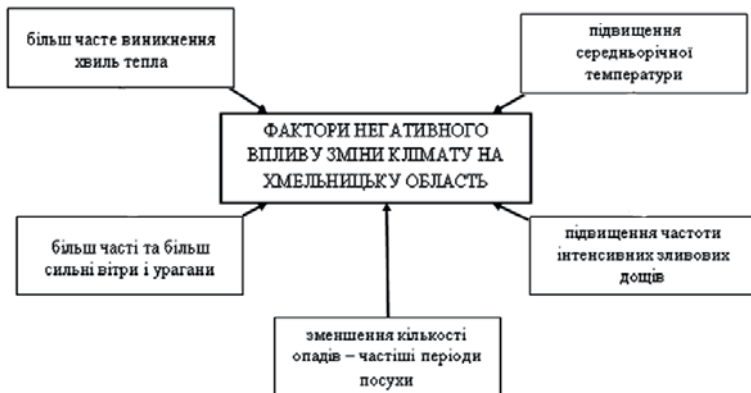 більш часте виникнення
хвиль тепла
підвищення
середньорічної
температури
ФАКТОРИ НЕГАТИВНОГО
ВПЛИВУ ЗМІНИ КЛІМАТУ НА
ХМЕЛЬНИЦЬКУ ОБЛАСТЬ
більш часті та більш
сильні вітри і урагани
підвищення частоти
інтенсивних зливових
дощів
зменшення кількості
опадів – частіші періоди
посухи